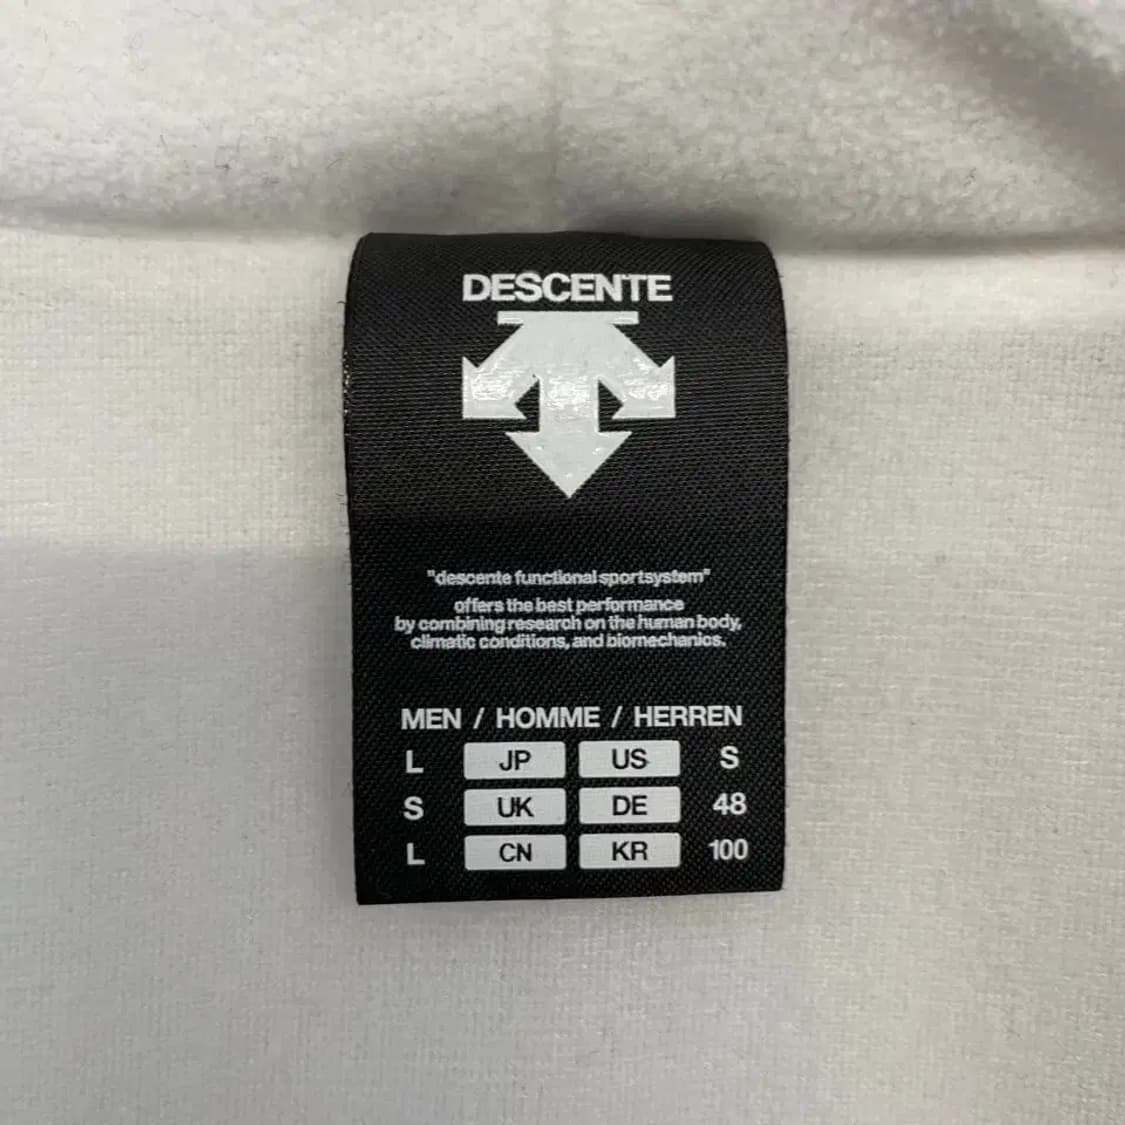 DESCENTE
"descente functional sportsystem"
offers the best performance
by combining research on the human body,
climatic conditions, and biomechanics.
MEN / HOMME / HERREN
L JP US S
S UK DE 48
L CN KR 100